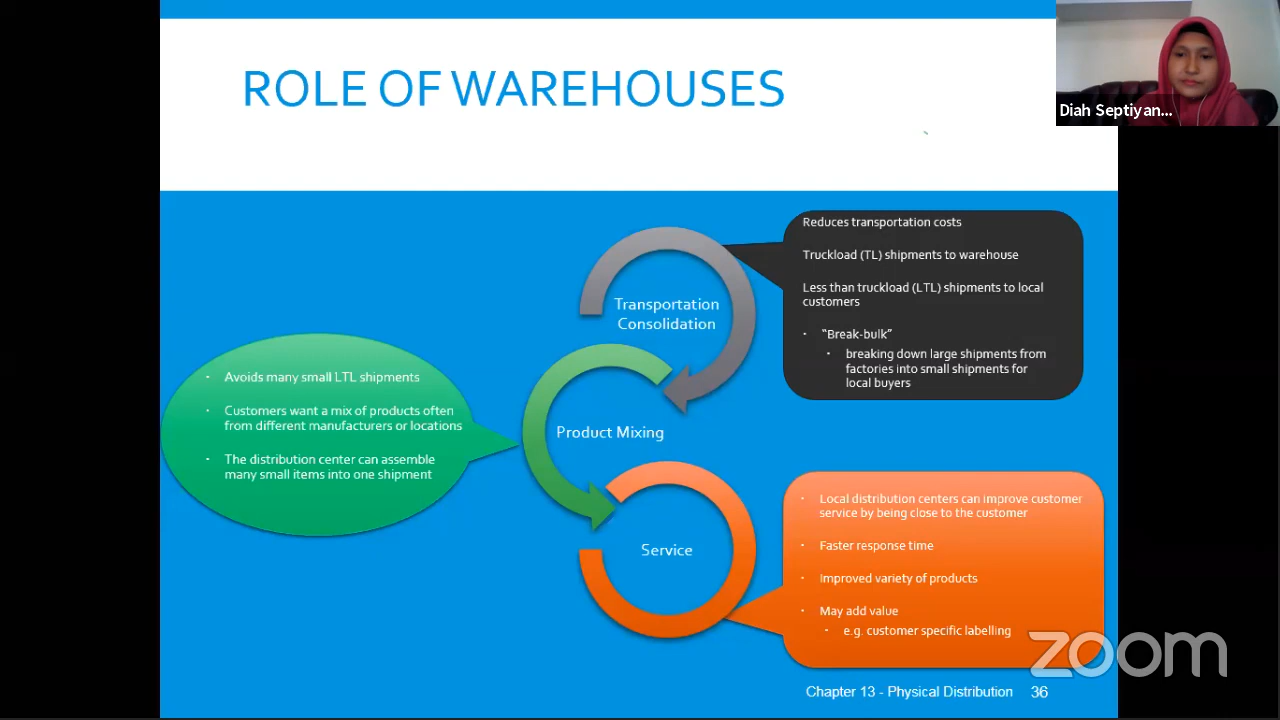 ROLE OF WAREHOUSES
Diah Septiyan...
Reduces transportation costs
Truckload (TL) shipments to warehouse
Less than truckload (LTL) shipments to local
customers
• "Break-bulk"
• breaking down large shipments from
factories into small shipments for
local buyers
Transportation
Consolidation
• Avoids many small LTL shipments
• Customers want a mix of products often
from different manufacturers or locations
• The distribution center can assemble
many small items into one shipment
Product Mixing
Service
• Local distribution centers can improve customer
service by being close to the customer
• Faster response time
• Improved variety of products
• May add value
• e.g. customer specific labelling
zoom
Chapter 13 - Physical Distribution 36